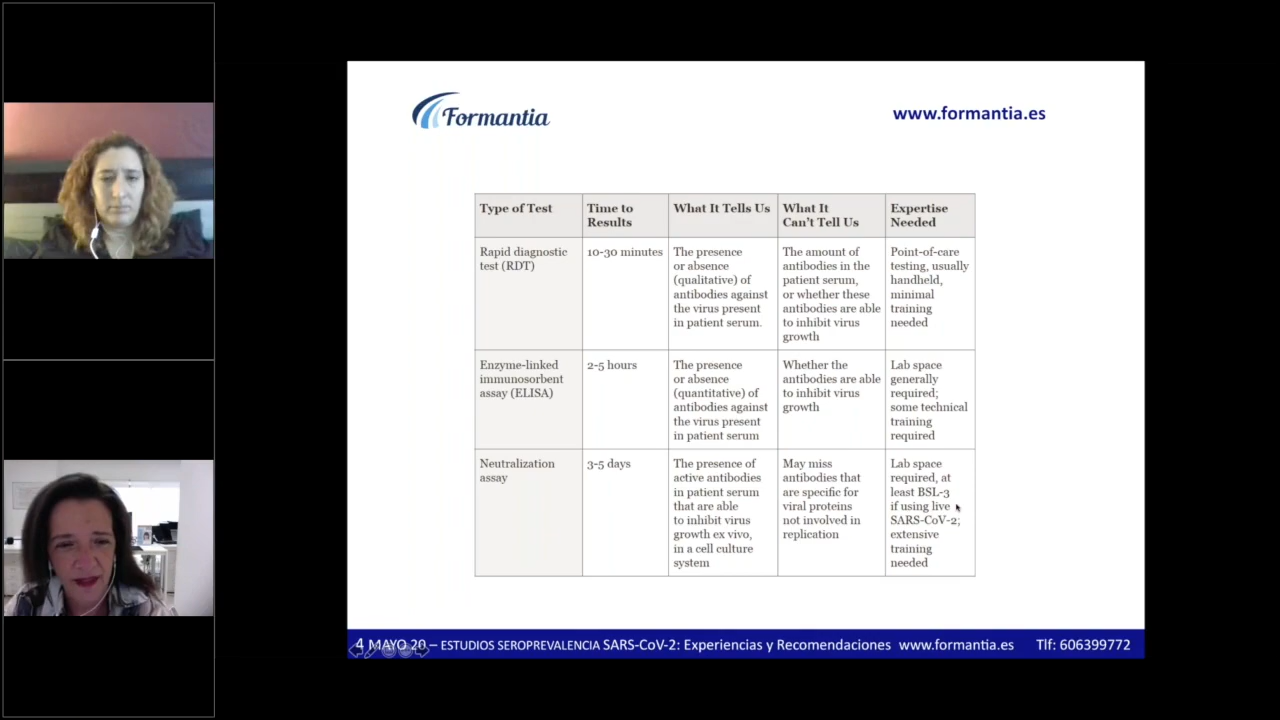 Formantia
www.formantia.es
Type of Test
Time to
Results
What It Tells Us
What It
Can't Tell Us
Expertise
Needed
Rapid diagnostic
test (RDT)
10-30 minutes
The presence
or absence
(qualitative) of
antibodies against
the virus present
in patient serum.
The amount of
antibodies in the
patient serum,
or whether these
antibodies are able
to inhibit virus
growth
Point-of-care
testing, usually
handheld,
minimal
training
needed
Enzyme-linked
immunosorbent
assay (ELISA)
2-5 hours
The presence
or absence
(quantitative) of
antibodies against
the virus present
in patient serum
Whether the
antibodies are able
to inhibit virus
growth
Lab space
generally
required;
some technical
training
required
Neutralization
assay
3-5 days
The presence of
active antibodies
in patient serum
that are able
to inhibit virus
growth ex vivo,
in a cell culture
system
May miss
antibodies that
are specific for
viral proteins
not involved in
replication
Lab space
required, at
least BSL-3
if using live
SARS-CoV-2;
extensive
training
needed
4 MAYO 20 – ESTUDIOS SEROPREVALENCIA SARS-CoV-2: Experiencias y Recomendaciones www.formantia.es Tlf: 606399772